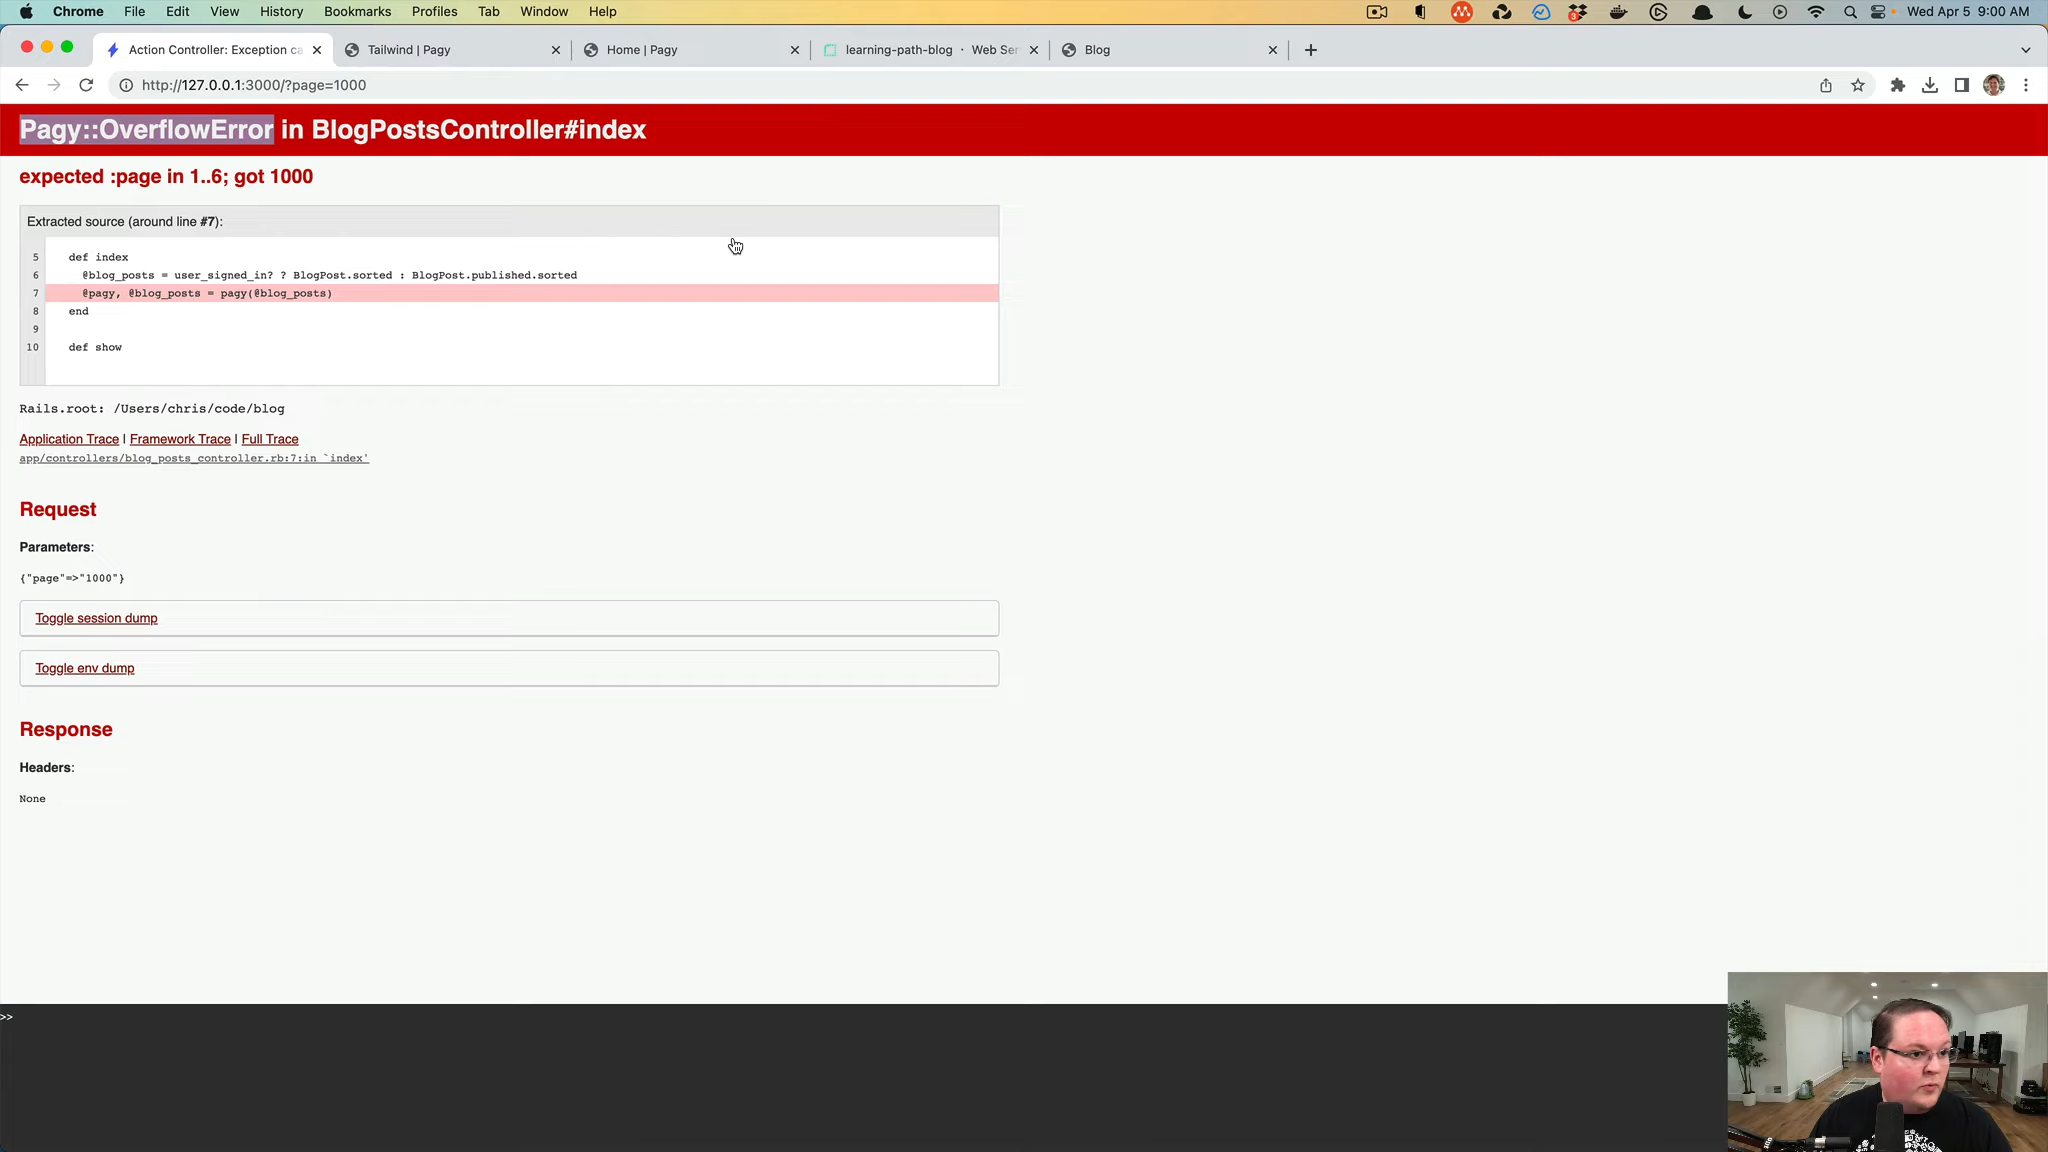 Chrome File Edit View History Bookmarks Profiles Tab Window Help 3 Wed Apr 5 9:00 AM
Action Controller: Exception ca Tailwind | Pagy Home | Pagy learning-path-blog · Web Ser Blog
http://127.0.0.1:3000/?page=1000
Pagy::OverflowError in BlogPostsController#index
expected :page in 1..6; got 1000
Extracted source (around line #7):
5 def index
6 @blog_posts = user_signed_in? ? BlogPost.sorted : BlogPost.published.sorted
7 @pagy, @blog_posts = pagy(@blog_posts)
8 end
9
10 def show
Rails.root: /Users/chris/code/blog
Application Trace | Framework Trace | Full Trace
app/controllers/blog_posts_controller.rb:7:in `index'
Request
Parameters:
{"page"=>"1000"}
Toggle session dump
Toggle env dump
Response
Headers:
None
>>